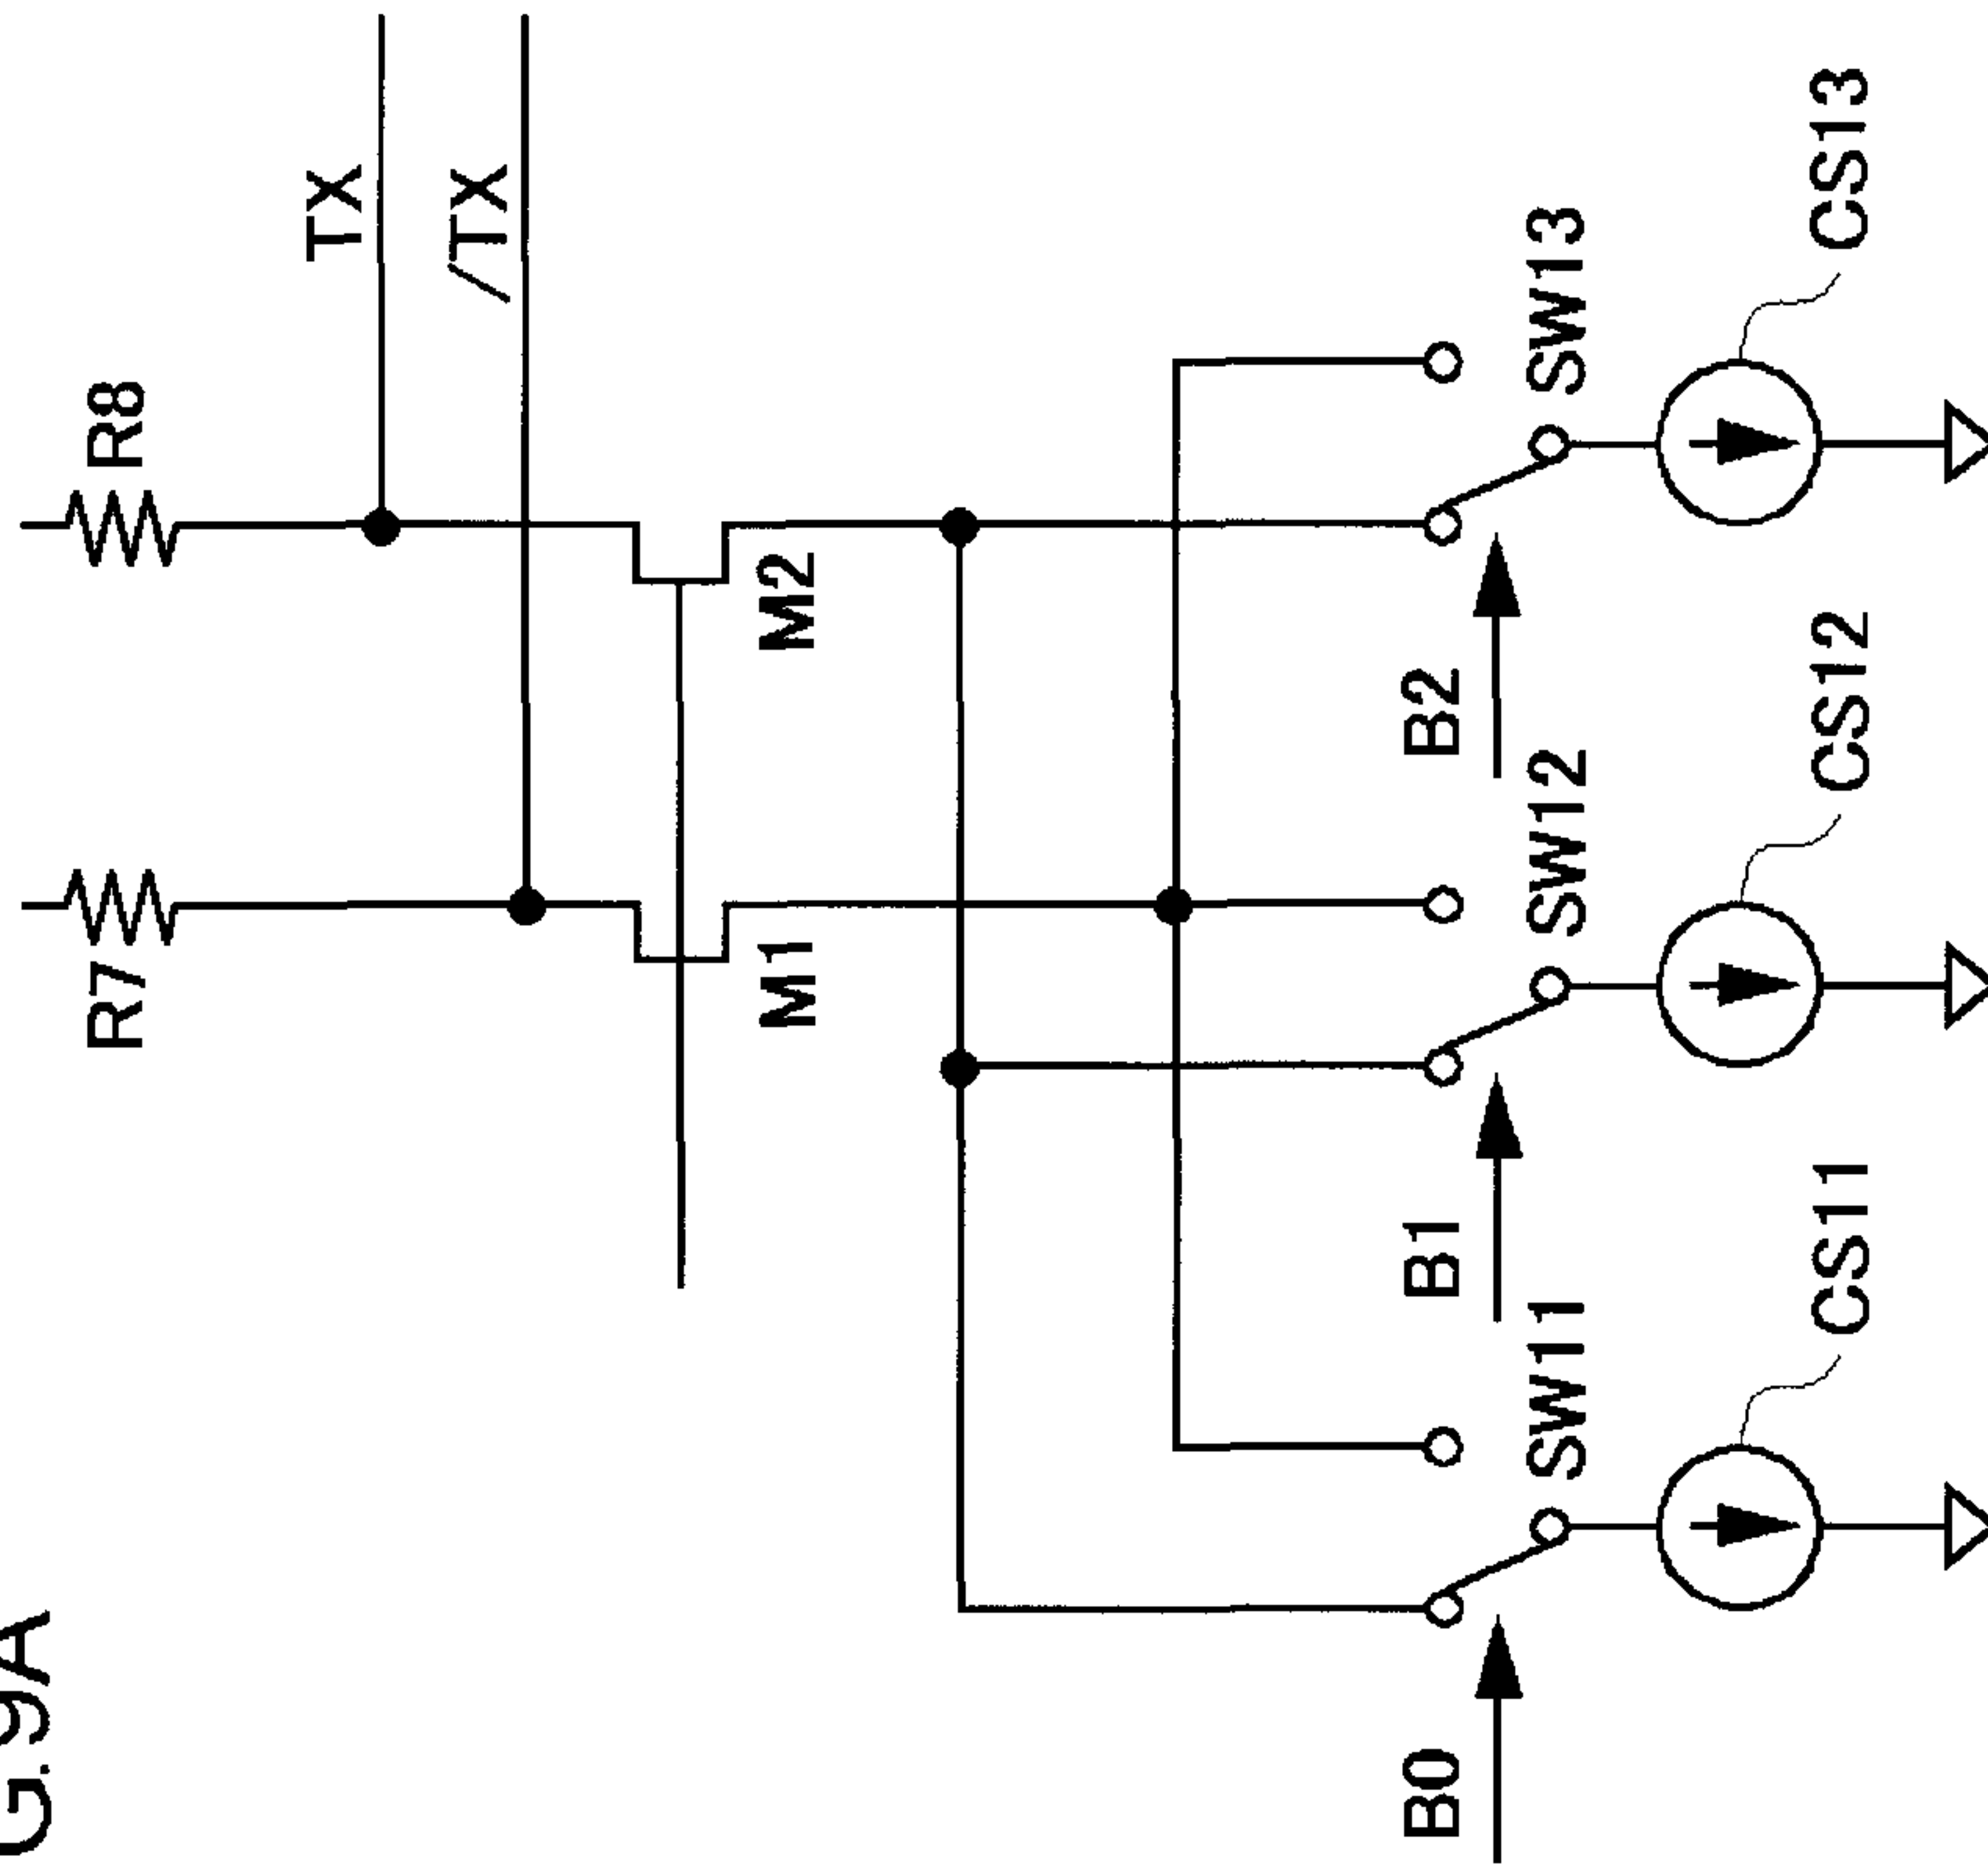 G.9A
R7
R8
TX
/TX
M1
M2
B0
B1
B2
SW11
SW12
SW13
CS11
CS12
CS13